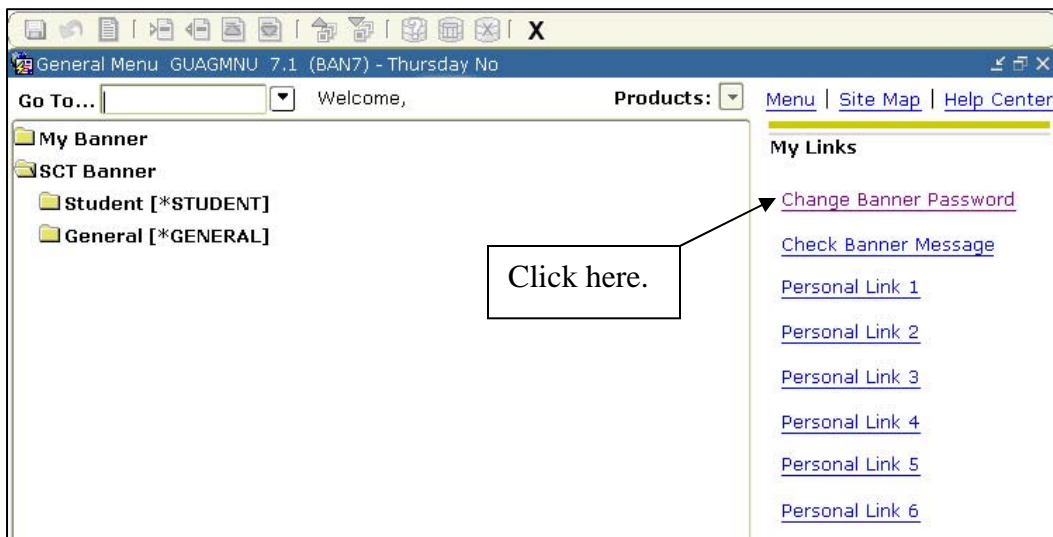 X
General Menu GUAGMNU 7.1 (BAN7) - Thursday No
Go To... Welcome, Products: Menu | Site Map | Help Center
My Banner
SCT Banner
Student [*STUDENT]
General [*GENERAL]
My Links
Change Banner Password
Check Banner Message
Personal Link 1
Personal Link 2
Personal Link 3
Personal Link 4
Personal Link 5
Personal Link 6
Click here.